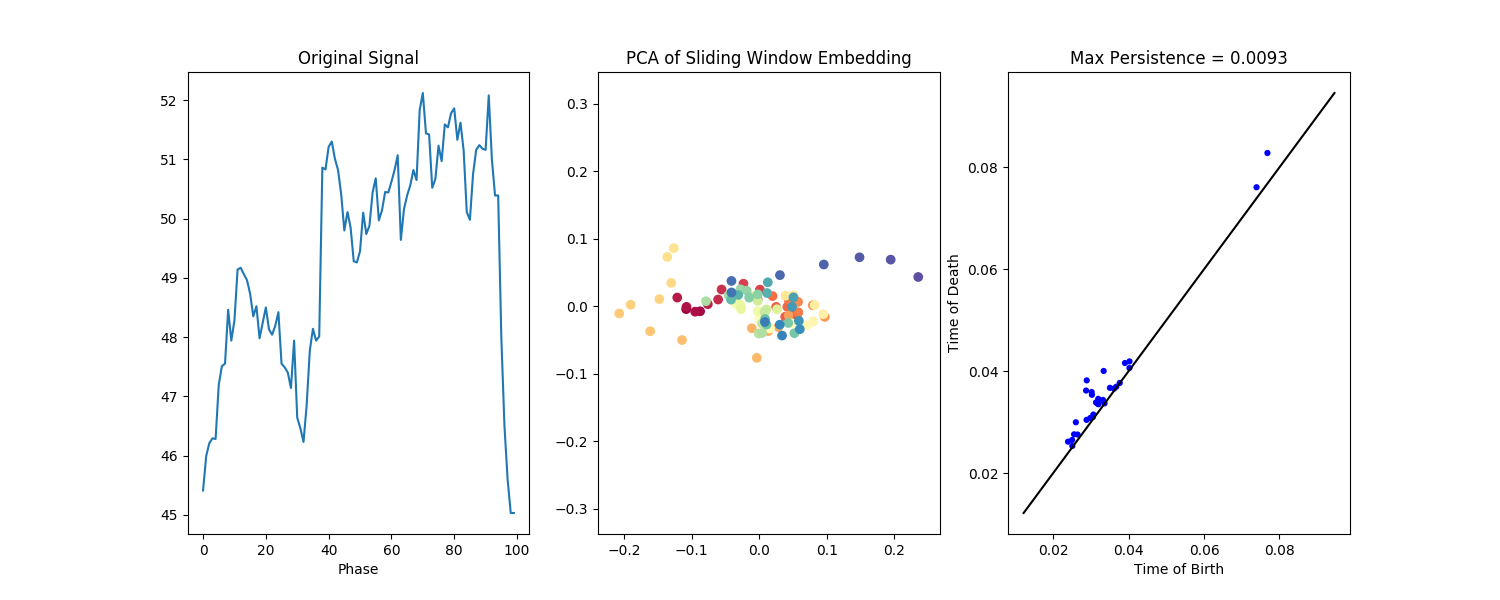 Original Signal
52
51
50
49
48
47
46
45
0 20 40 60 80 100
Phase
PCA of Sliding Window Embedding
0.3
0.2
0.1
0.0
−0.1
−0.2
−0.3
−0.2 −0.1 0.0 0.1 0.2
Max Persistence = 0.0093
Time of Death
0.08
0.06
0.04
0.02
0.02 0.04 0.06 0.08
Time of Birth